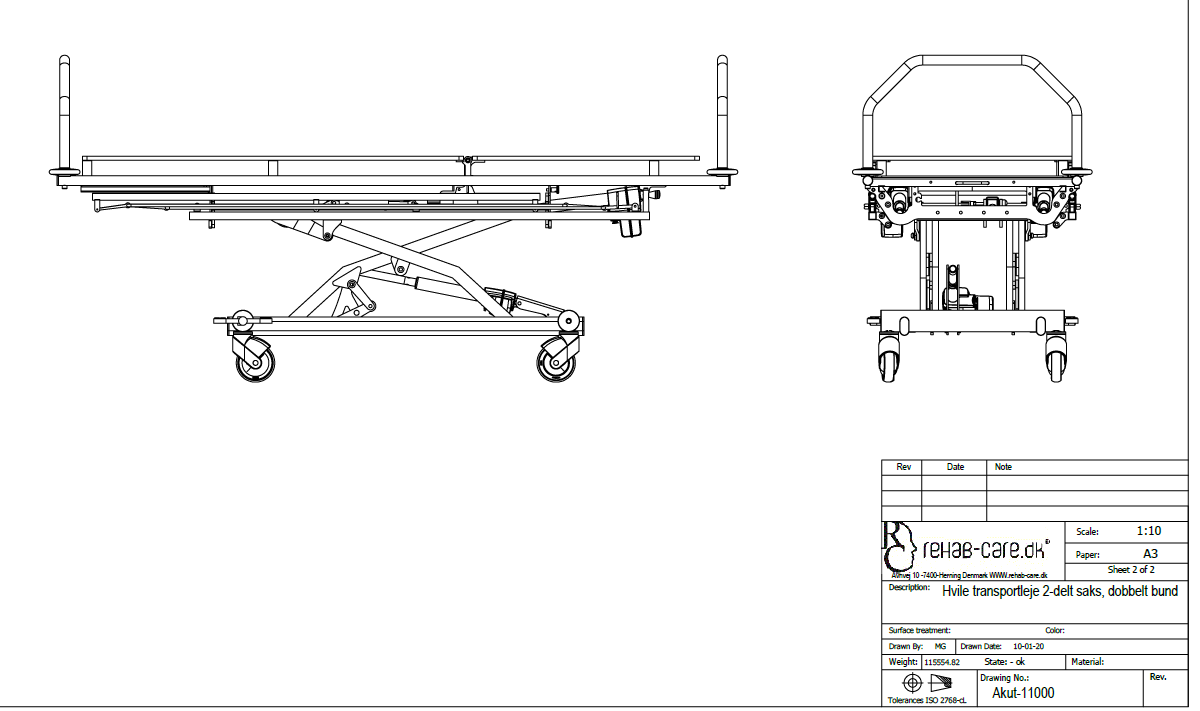 Rev Date Note
Scale: 1:10
rehab-care.dk®
Paper: A3
Sheet 2 of 2
10 -7400-Herning Denmark WWW.rehab-care.dk
Description: Hvile transportleje 2-delt saks, dobbelt bund
Surface treatment: Color:
Drawn By: MG Drawn Date: 10-01-20
Weight: 115554.82 State: - ok Material:
Drawing No.: Rev.
Akut-11000
Tolerances ISO 2768-cL